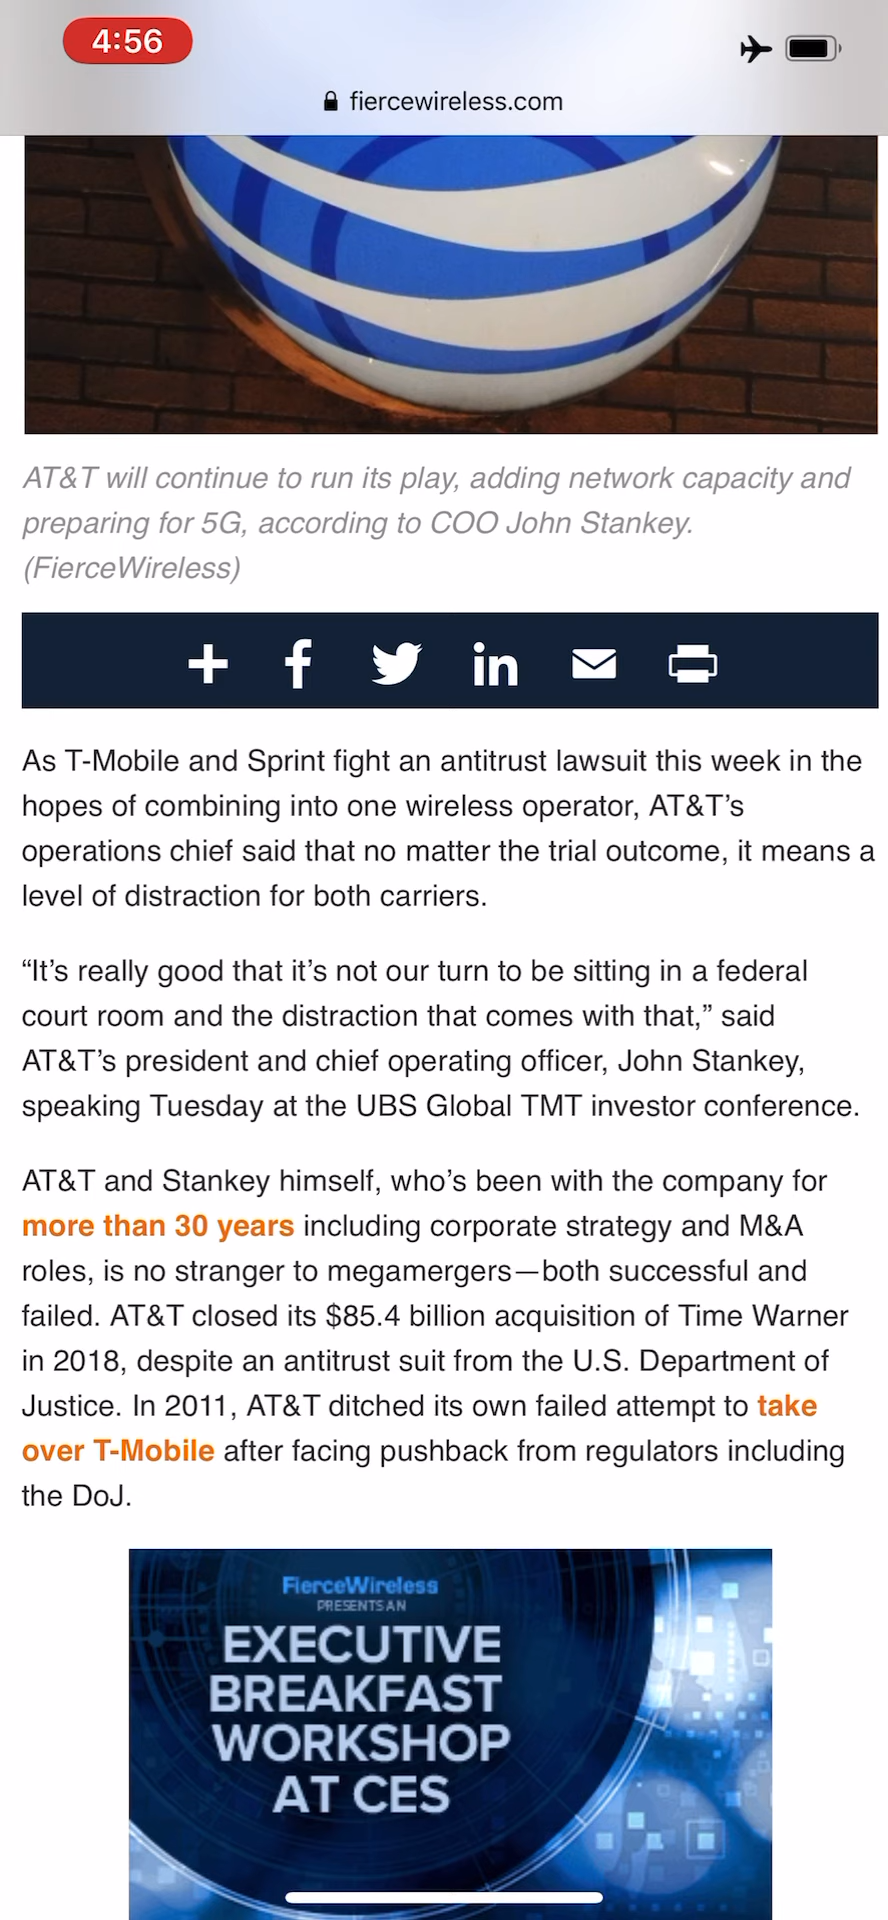 4:56
fiercewireless.com
AT&T will continue to run its play, adding network capacity and
preparing for 5G, according to COO John Stankey.
(FierceWireless)
As T-Mobile and Sprint fight an antitrust lawsuit this week in the
hopes of combining into one wireless operator, AT&T’s
operations chief said that no matter the trial outcome, it means a
level of distraction for both carriers.
“It’s really good that it’s not our turn to be sitting in a federal
court room and the distraction that comes with that,” said
AT&T’s president and chief operating officer, John Stankey,
speaking Tuesday at the UBS Global TMT investor conference.
AT&T and Stankey himself, who’s been with the company for
more than 30 years including corporate strategy and M&A
roles, is no stranger to megamergers—both successful and
failed. AT&T closed its $85.4 billion acquisition of Time Warner
in 2018, despite an antitrust suit from the U.S. Department of
Justice. In 2011, AT&T ditched its own failed attempt to take
over T-Mobile after facing pushback from regulators including
the DoJ.
FierceWireless
PRESENTS AN
EXECUTIVE
BREAKFAST
WORKSHOP
AT CES